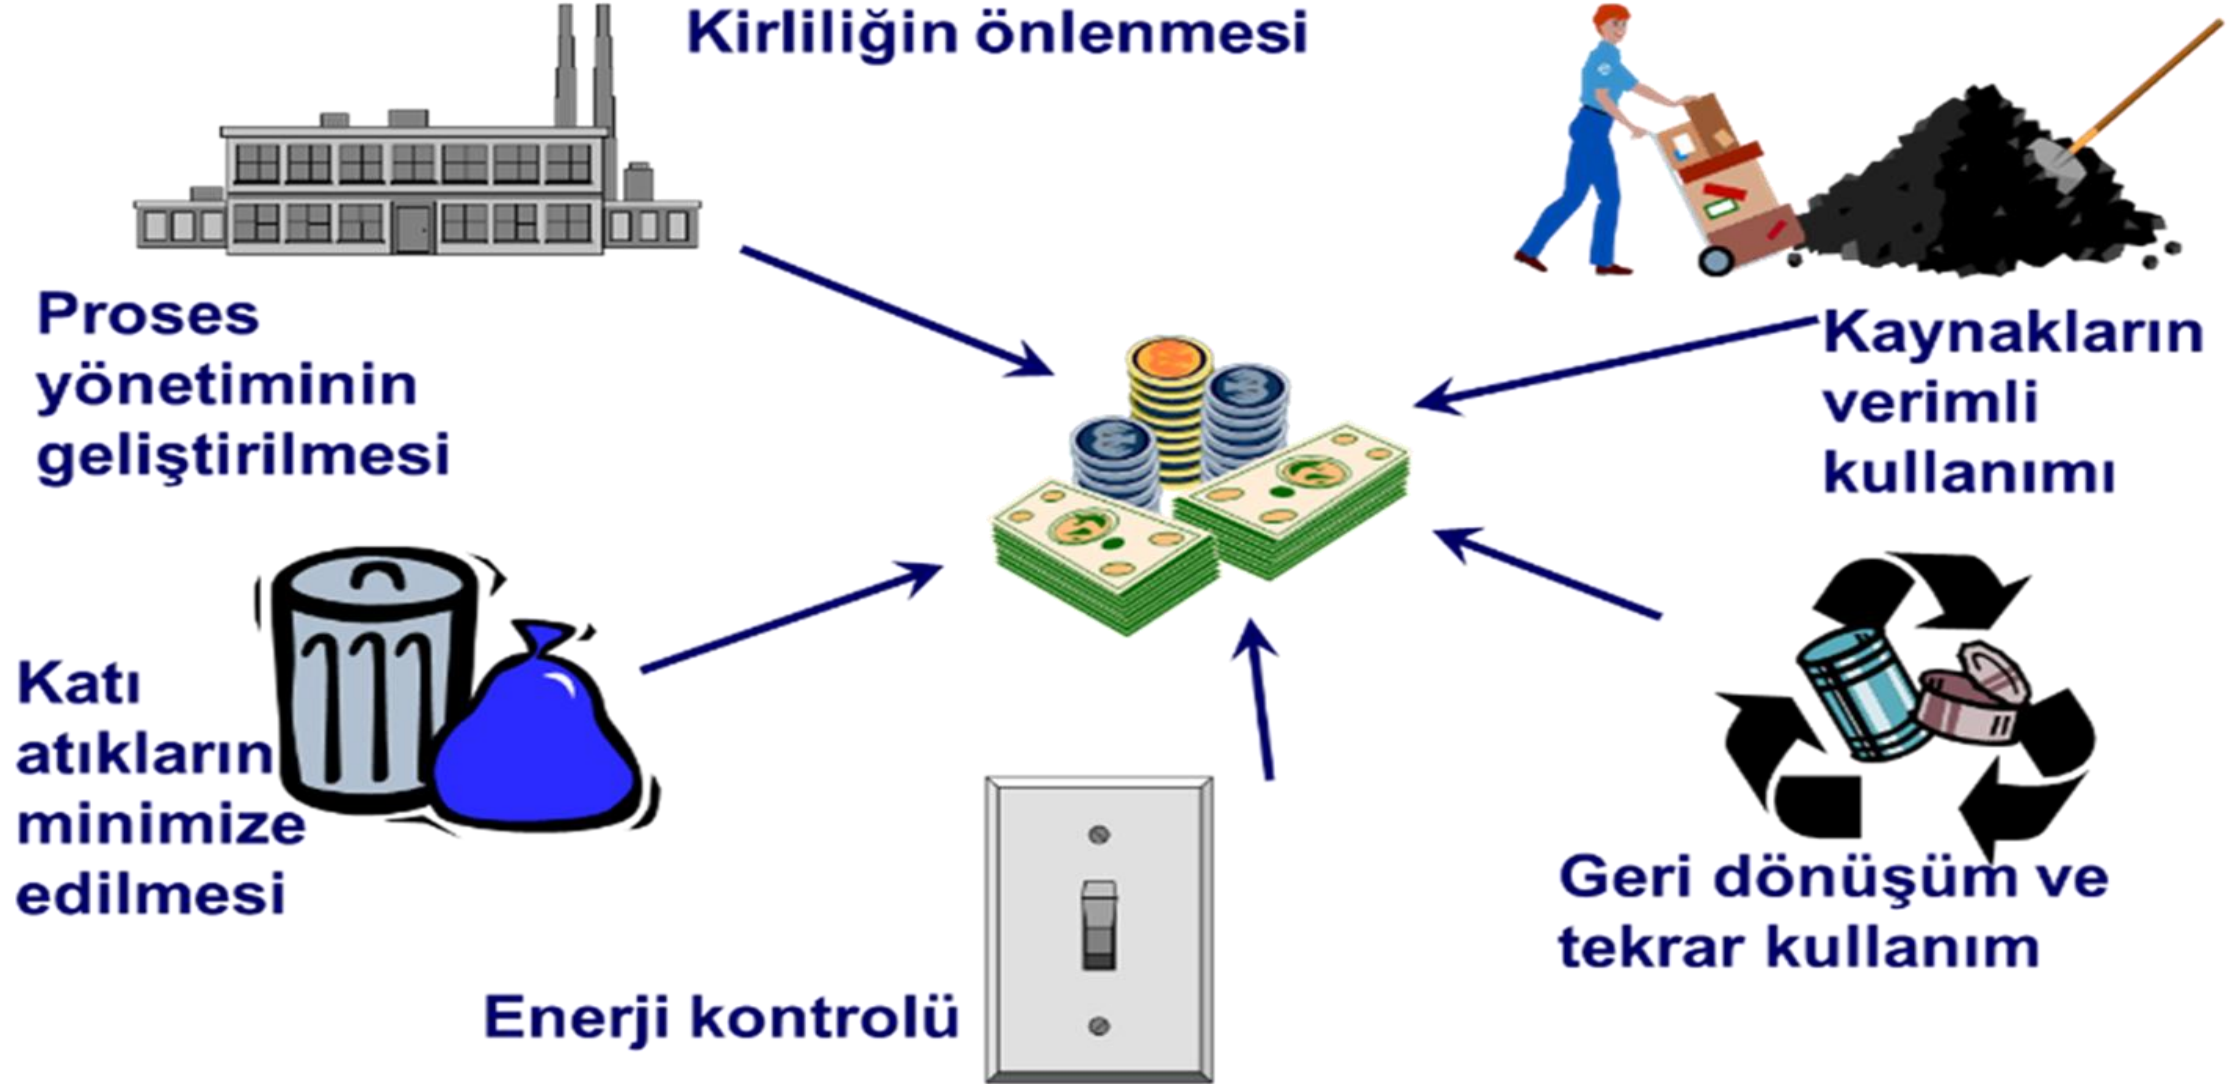 Kirliliğin önlenmesi
Proses
yönetiminin
geliştirilmesi
Kaynakların
verimli
kullanımı
Katı
atıkların
minimize
edilmesi
Geri dönüşüm ve
tekrar kullanım
Enerji kontrolü